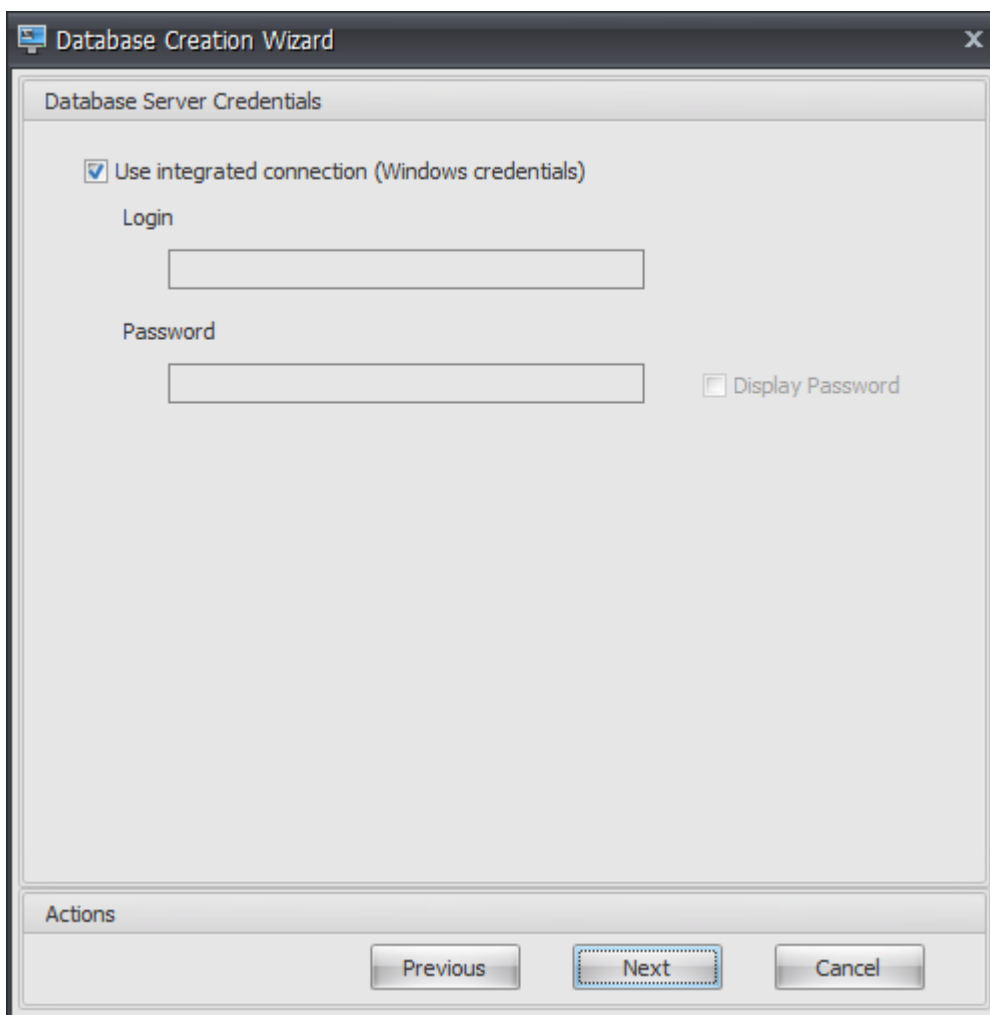 Database Creation Wizard
Database Server Credentials
Use integrated connection (Windows credentials)
Login
Password
Display Password
Actions
Previous Next Cancel